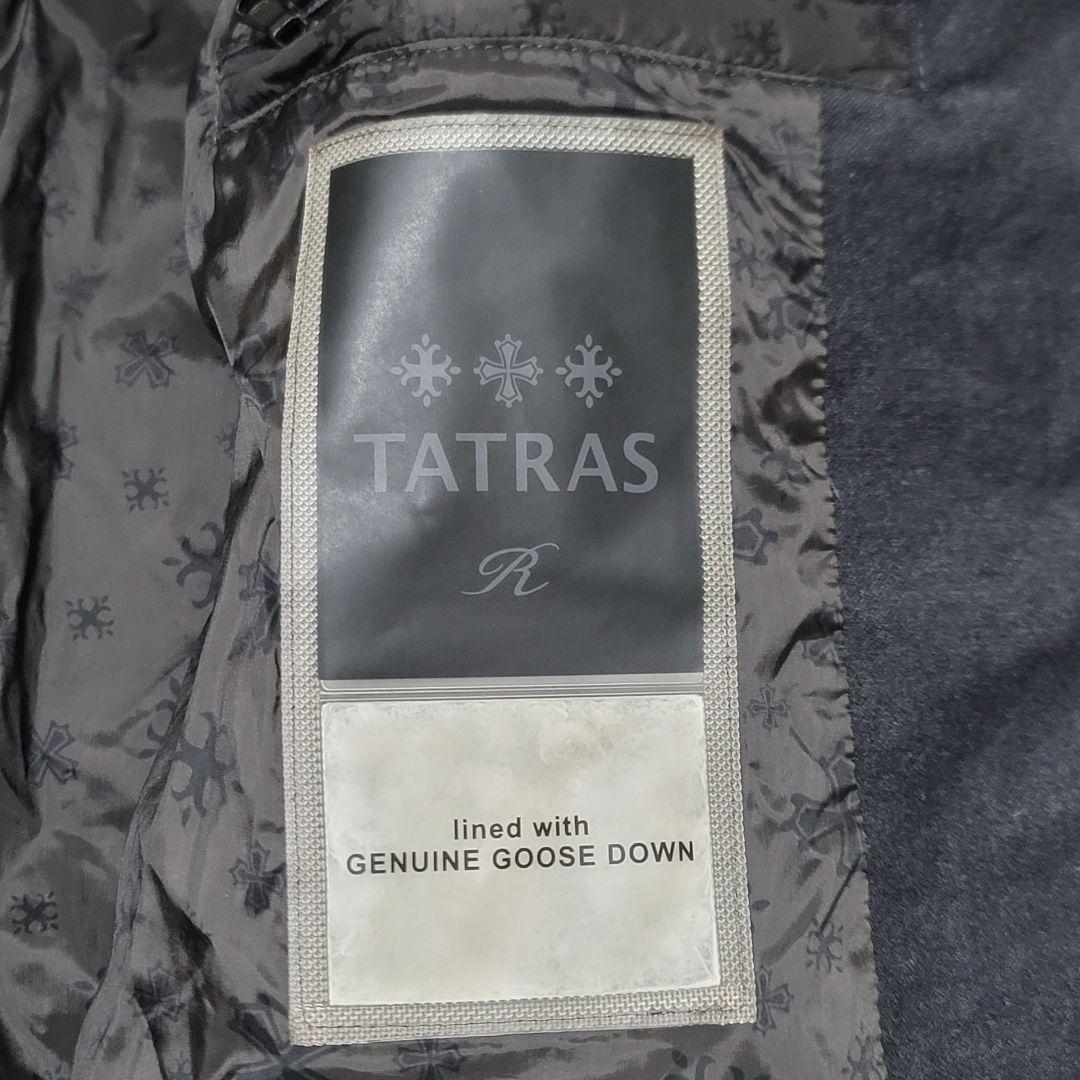 TATRAS
R
lined with
GENUINE GOOSE DOWN